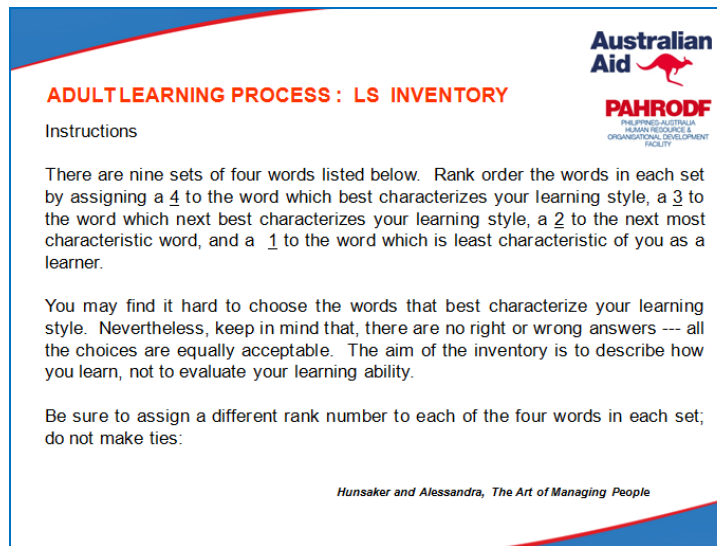 Australian
Aid
ADULT LEARNING PROCESS : LS INVENTORY
PAHRODF
PHILIPPINES-AUSTRALIA
HUMAN RESOURCE &
ORGANISATIONAL DEVELOPMENT
FACILITY
Instructions
There are nine sets of four words listed below. Rank order the words in each set
by assigning a 4 to the word which best characterizes your learning style, a 3 to
the word which next best characterizes your learning style, a 2 to the next most
characteristic word, and a 1 to the word which is least characteristic of you as a
learner.
You may find it hard to choose the words that best characterize your learning
style. Nevertheless, keep in mind that, there are no right or wrong answers --- all
the choices are equally acceptable. The aim of the inventory is to describe how
you learn, not to evaluate your learning ability.
Be sure to assign a different rank number to each of the four words in each set;
do not make ties:
Hunsaker and Alessandra, The Art of Managing People